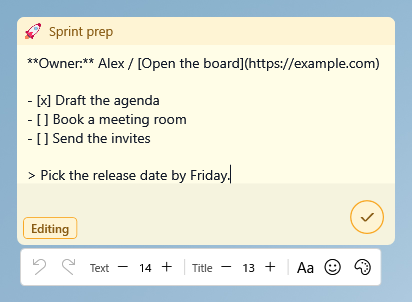 🚀 Sprint prep
**Owner:** Alex / [Open the board](https://example.com)
- [x] Draft the agenda
- [ ] Book a meeting room
- [ ] Send the invites
> Pick the release date by Friday.
Editing
Text − 14 + Title − 13 + Aa